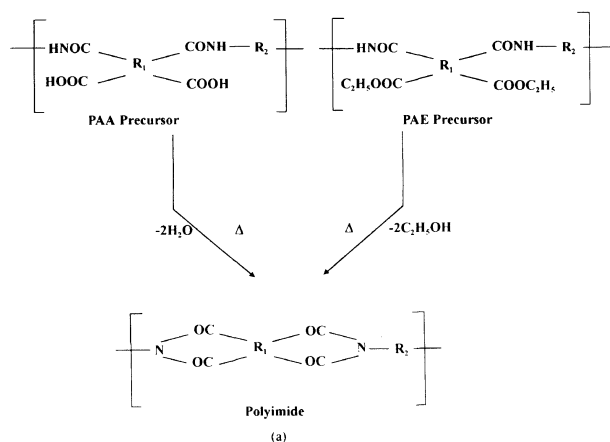 HNOC CONH—R₂ HNOC CONH—R₂
R₁ R₁
HOOC COOH C₂H₅OOC COOC₂H₅
PAA Precursor PAE Precursor
-2H₂O Δ Δ -2C₂H₅OH
OC OC
N R₁ N—R₂
OC OC
Polyimide
(a)